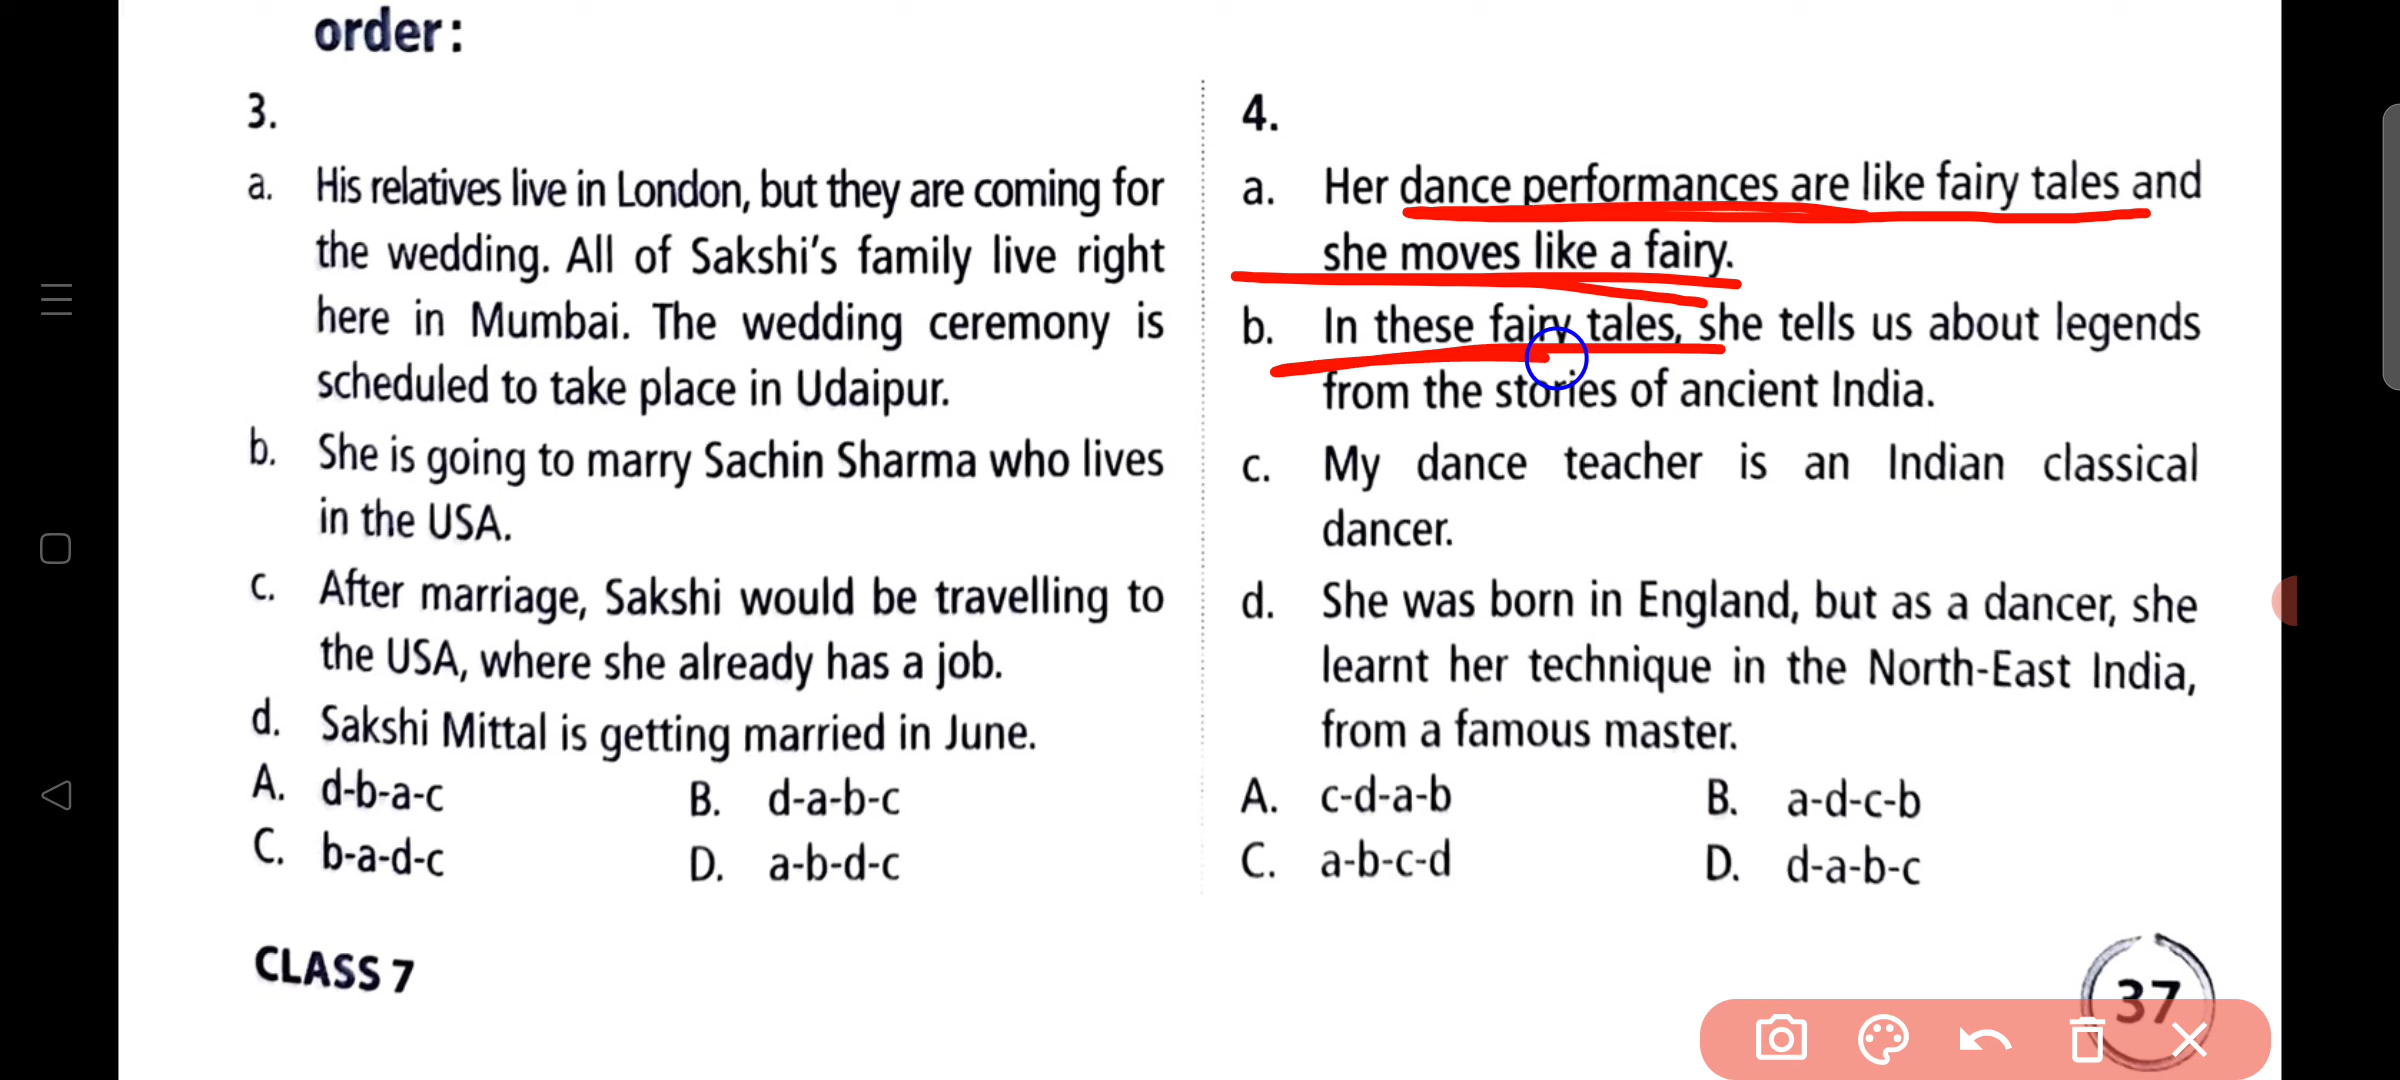 order:
3.
a. His relatives live in London, but they are coming for
the wedding. All of Sakshi's family live right
here in Mumbai. The wedding ceremony is
scheduled to take place in Udaipur.
b. She is going to marry Sachin Sharma who lives
in the USA.
c. After marriage, Sakshi would be travelling to
the USA, where she already has a job.
d. Sakshi Mittal is getting married in June.
A. d-b-a-c B. d-a-b-c
C. b-a-d-c D. a-b-d-c
4.
a. Her dance performances are like fairy tales and
she moves like a fairy.
b. In these fairy tales, she tells us about legends
from the stories of ancient India.
c. My dance teacher is an Indian classical
dancer.
d. She was born in England, but as a dancer, she
learnt her technique in the North-East India,
from a famous master.
A. c-d-a-b B. a-d-c-b
C. a-b-c-d D. d-a-b-c
CLASS 7
37